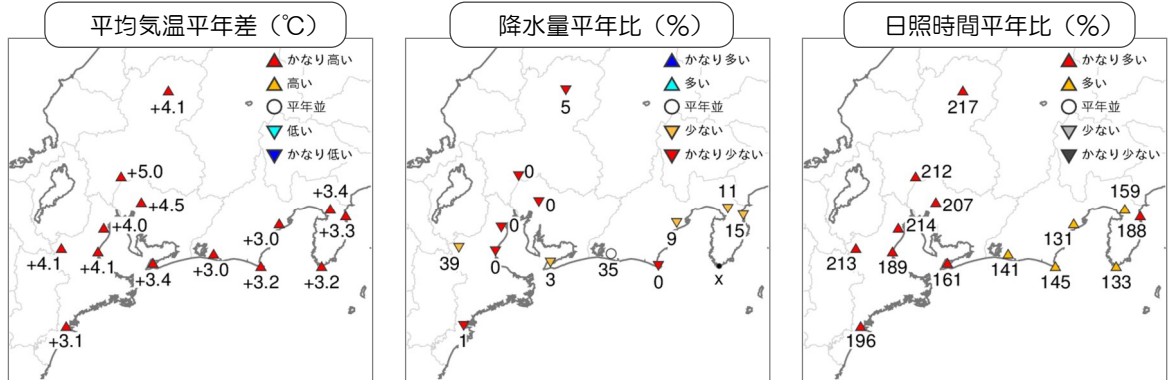 平均気温平年差（℃）
かなり高い
高い
平年並
低い
かなり低い
+4.1
+5.0
+4.5
+4.0
+4.1
+4.1
+3.4
+3.0
+3.0
+3.2
+3.4
+3.3
+3.2
+3.1
降水量平年比（%）
かなり多い
多い
平年並
少ない
かなり少ない
5
0
0
0
39
0
3
35
9
0
11
15
x
1
日照時間平年比（%）
かなり多い
多い
平年並
少ない
かなり少ない
217
212
207
214
213
189
161
141
131
145
159
188
133
196